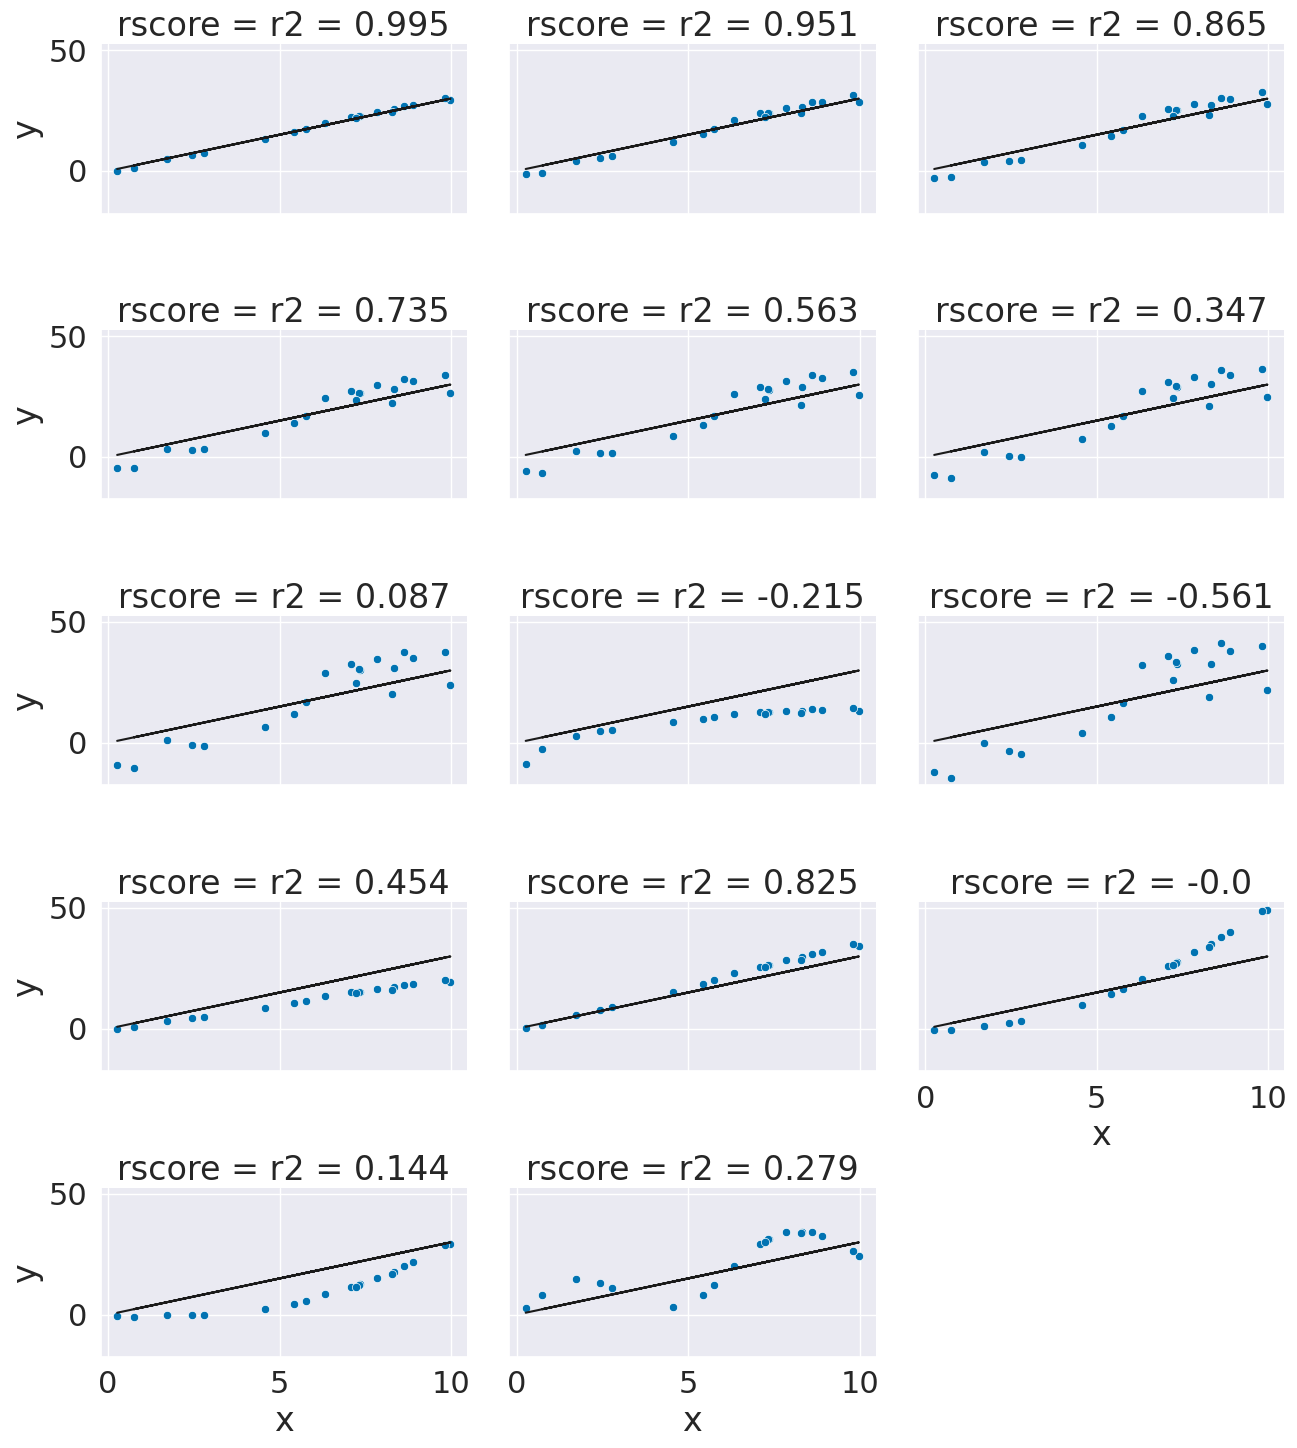 rscore = r2 = 0.995
rscore = r2 = 0.951
rscore = r2 = 0.865
50
0
y
rscore = r2 = 0.735
rscore = r2 = 0.563
rscore = r2 = 0.347
50
0
y
rscore = r2 = 0.087
rscore = r2 = -0.215
rscore = r2 = -0.561
50
0
y
rscore = r2 = 0.454
rscore = r2 = 0.825
rscore = r2 = -0.0
50
0
y
0 5 10
x
rscore = r2 = 0.144
rscore = r2 = 0.279
50
0
y
0 5 10
x
0 5 10
x